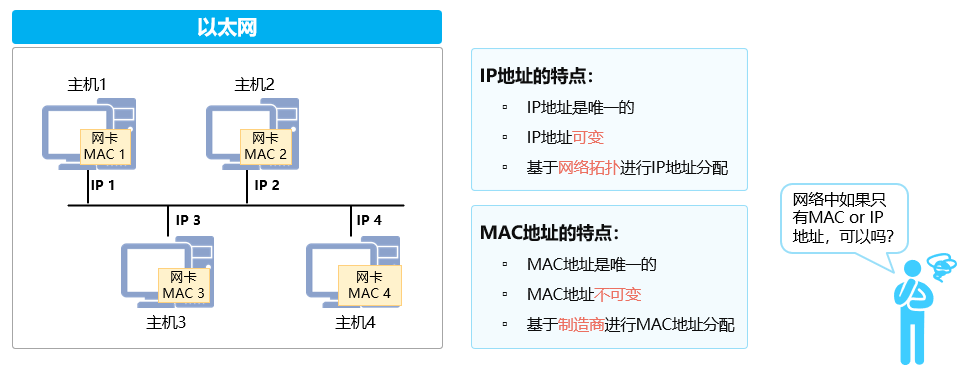 以太网
主机1
主机2
网卡
MAC 1
网卡
MAC 2
IP 1
IP 2
IP 3
IP 4
网卡
MAC 3
网卡
MAC 4
主机3
主机4
IP地址的特点：
▫ IP地址是唯一的
▫ IP地址可变
▫ 基于网络拓扑进行IP地址分配
MAC地址的特点：
▫ MAC地址是唯一的
▫ MAC地址不可变
▫ 基于制造商进行MAC地址分配
网络中如果只
有MAC or IP
地址，可以吗？